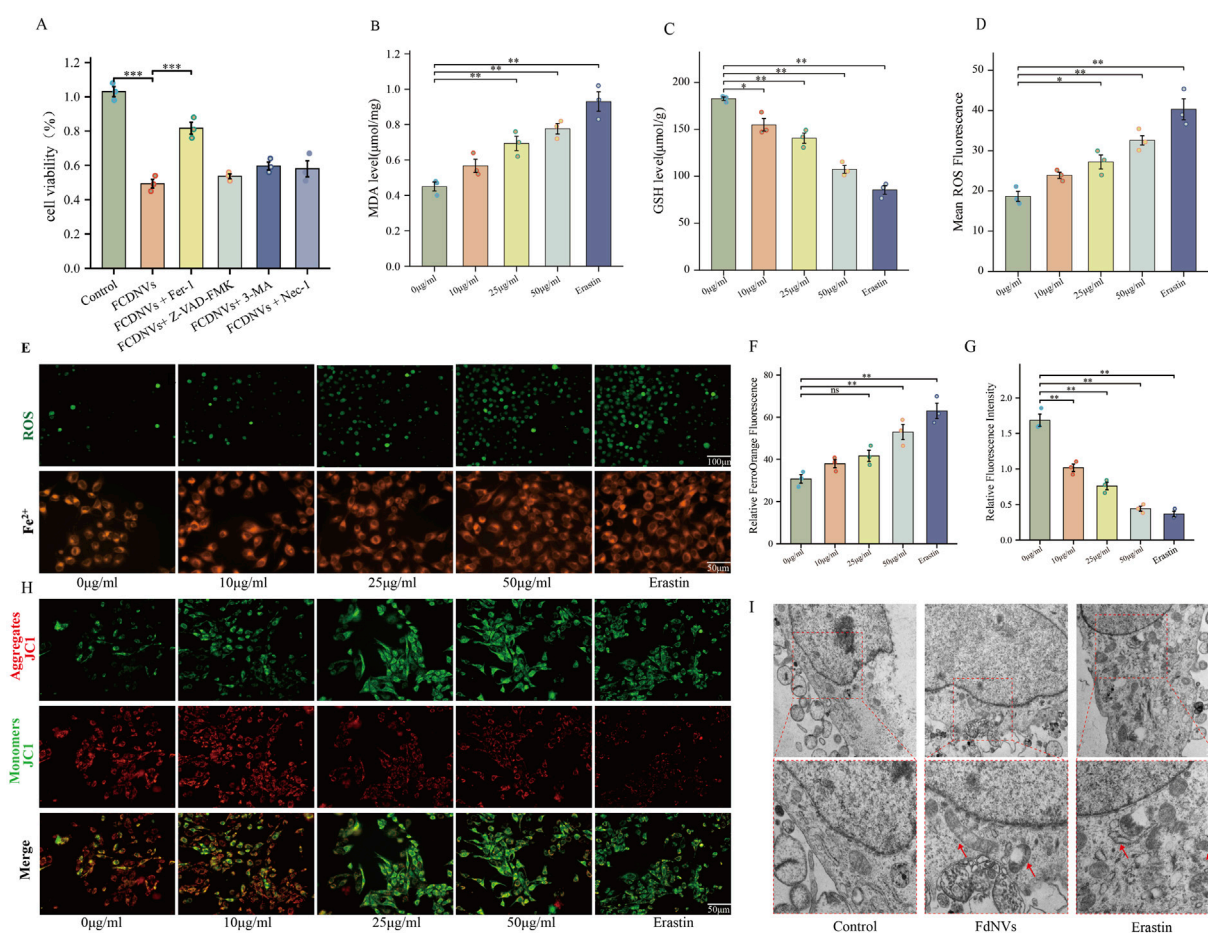 A
cell viability (%)
1.2
1.0
0.8
0.6
0.4
0.2
0.0
***
***
Control
FCDNVs
FCDNVs + Fer-1
FCDNVs+ Z-VAD-FMK
FCDNVs+ 3-MA
FCDNVs + Nec-1
B
MDA level(μmol/mg)
1.2
1.0
0.8
0.6
0.4
0.2
0.0
**
**
**
0μg/ml
10μg/ml
25μg/ml
50μg/ml
Erastin
C
GSH level(μmol/g)
200
150
100
50
0
**
**
**
*
0μg/ml
10μg/ml
25μg/ml
50μg/ml
Erastin
D
Mean ROS Fluorescence
50
40
30
20
10
0
**
**
*
0μg/ml
10μg/ml
25μg/ml
50μg/ml
Erastin
E
ROS
100μm
Fe²⁺
50μm
0μg/ml
10μg/ml
25μg/ml
50μg/ml
Erastin
F
Relative FerroOrange Fluorescence
80
60
40
20
0
**
**
ns
0μg/ml
10μg/ml
25μg/ml
50μg/ml
Erastin
G
Relative Fluorescence Intensity
2.0
1.5
1.0
0.5
0.0
**
**
**
**
0μg/ml
10μg/ml
25μg/ml
50μg/ml
Erastin
H
Aggregates
JC1
Monomers
JC1
Merge
50μm
0μg/ml
10μg/ml
25μg/ml
50μg/ml
Erastin
I
Control
FdNVs
Erastin